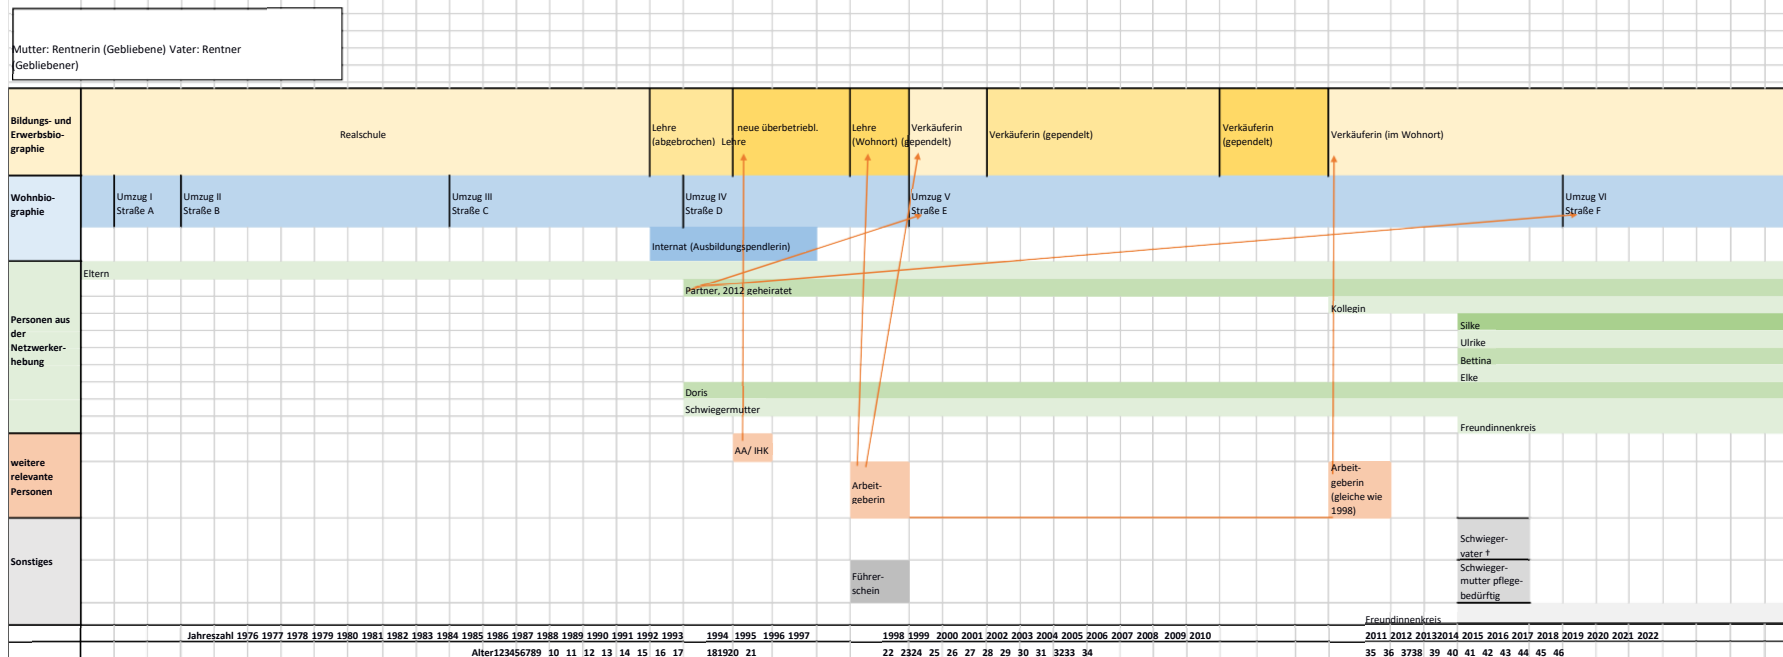 Mutter: Rentnerin (Gebliebene) Vater: Rentner
(Gebliebener)
Bildungs- und
Erwerbsbio-
graphie
Realschule
Lehre
(abgebrochen) Lehre
neue überbetriebl.
Lehre
(Wohnort) (gependelt)
Verkäuferin
Verkäuferin (gependelt)
Verkäuferin
(gependelt)
Verkäuferin (im Wohnort)
Wohnbio-
graphie
Umzug I
Straße A
Umzug II
Straße B
Umzug III
Straße C
Umzug IV
Straße D
Umzug V
Straße E
Umzug VI
Straße F
Internat (Ausbildungspendlerin)
Personen aus
der
Netzwerker-
hebung
Eltern
Partner, 2012 geheiratet
Kollegin
Silke
Ulrike
Bettina
Elke
Doris
Schwiegermutter
Freundinnenkreis
weitere
relevante
Personen
AA/ IHK
Arbeit-
geberin
Arbeit-
geberin
(gleiche wie
1998)
Sonstiges
Schwieger-
vater †
Führer-
schein
Schwieger-
mutter pflege-
bedürftig
Freundinnenkreis
Jahreszahl 1976 1977 1978 1979 1980 1981 1982 1983 1984 1985 1986 1987 1988 1989 1990 1991 1992 1993 1994 1995 1996 1997 1998 1999 2000 2001 2002 2003 2004 2005 2006 2007 2008 2009 2010 2011 2012 20132014 2015 2016 2017 2018 2019 2020 2021 2022
Alter123456789 10 11 12 13 14 15 16 17 181920 21 22 2324 25 26 27 28 29 30 31 3233 34 35 36 3738 39 40 41 42 43 44 45 46